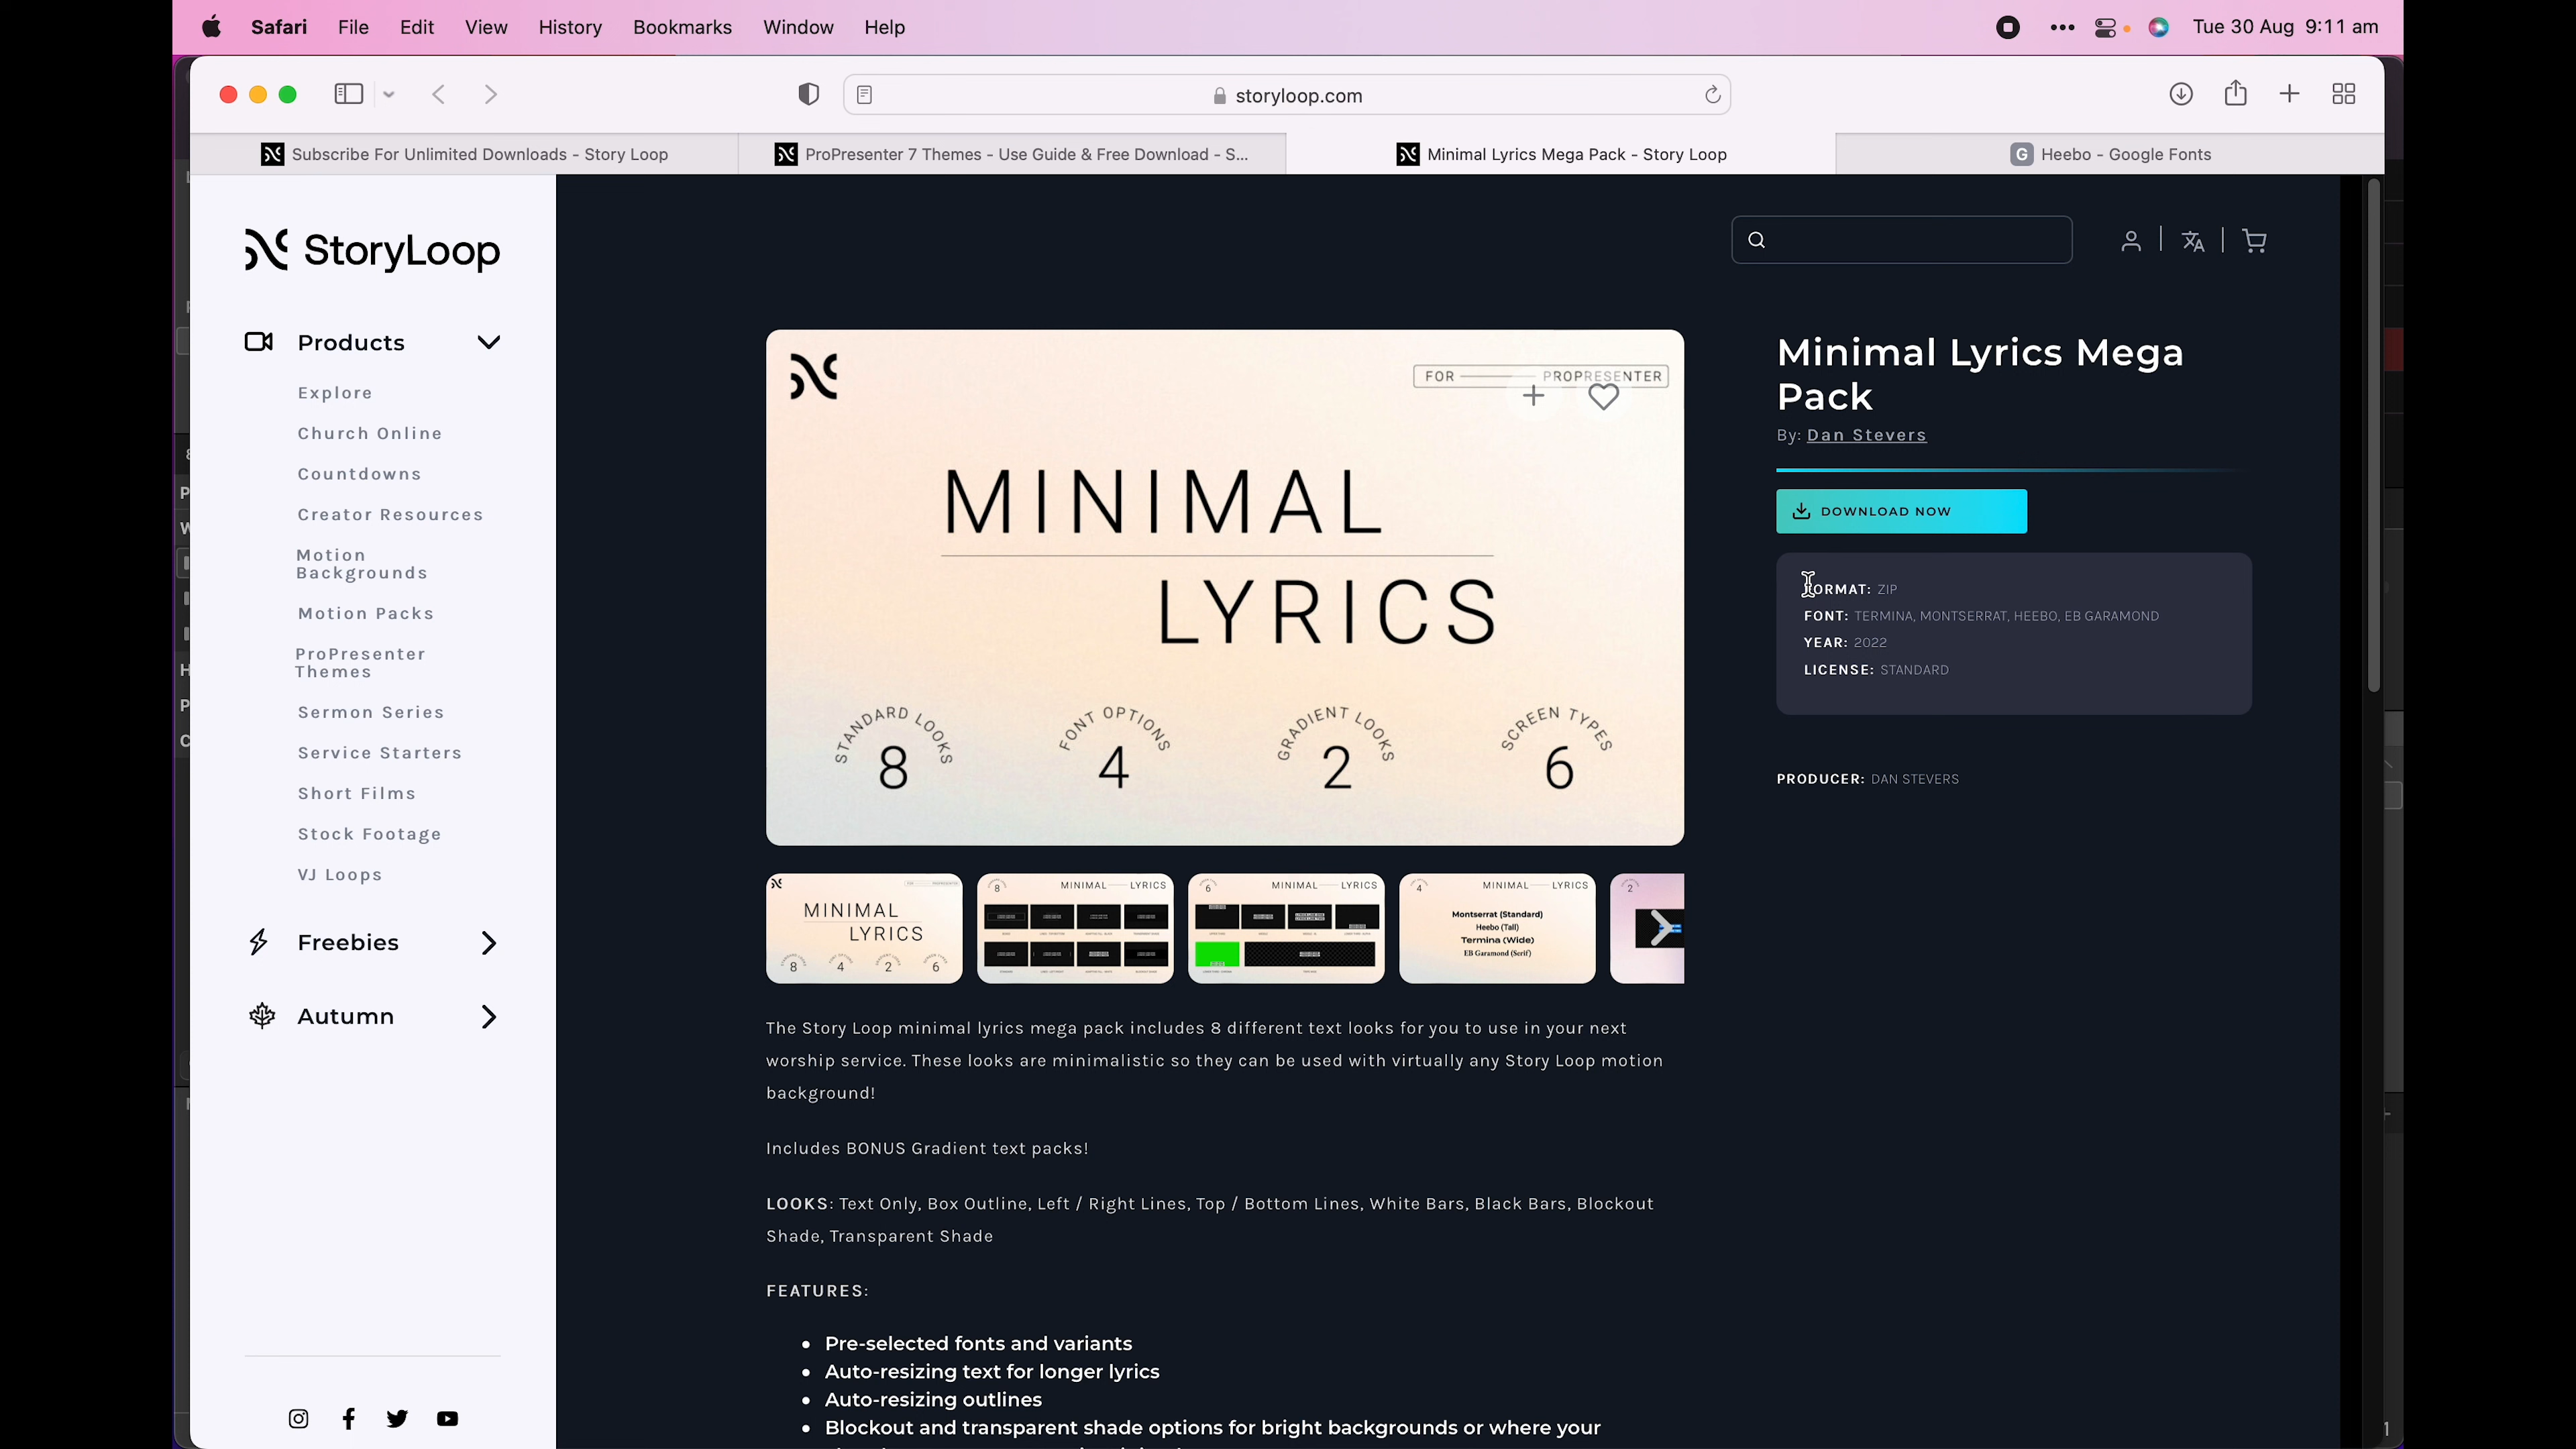 Safari File Edit View History Bookmarks Window Help
Tue 30 Aug 9:11 am
storyloop.com
Subscribe For Unlimited Downloads - Story Loop
ProPresenter 7 Themes - Use Guide & Free Download - S...
Minimal Lyrics Mega Pack - Story Loop
G Heebo - Google Fonts
StoryLoop
Products
Explore
Church Online
Countdowns
Creator Resources
Motion
Backgrounds
Motion Packs
ProPresenter
Themes
Sermon Series
Service Starters
Short Films
Stock Footage
VJ Loops
Freebies
Autumn
FOR PROPRESENTER
MINIMAL
LYRICS
STANDARD LOOKS
8
FONT OPTIONS
4
GRADIENT LOOKS
2
SCREEN TYPES
6
MINIMAL
LYRICS
8 4 2 6
8 MINIMAL LYRICS
6 MINIMAL LYRICS
4 MINIMAL LYRICS
Montserrat (Standard)
Heebo (Tall)
Termina (Wide)
EB Garamond (Serif)
2
The Story Loop minimal lyrics mega pack includes 8 different text looks for you to use in your next
worship service. These looks are minimalistic so they can be used with virtually any Story Loop motion
background!
Includes BONUS Gradient text packs!
LOOKS: Text Only, Box Outline, Left / Right Lines, Top / Bottom Lines, White Bars, Black Bars, Blockout
Shade, Transparent Shade
FEATURES:
• Pre-selected fonts and variants
• Auto-resizing text for longer lyrics
• Auto-resizing outlines
• Blockout and transparent shade options for bright backgrounds or where your
Minimal Lyrics Mega
Pack
By: Dan Stevers
DOWNLOAD NOW
FORMAT: ZIP
FONT: TERMINA, MONTSERRAT, HEEBO, EB GARAMOND
YEAR: 2022
LICENSE: STANDARD
PRODUCER: DAN STEVERS